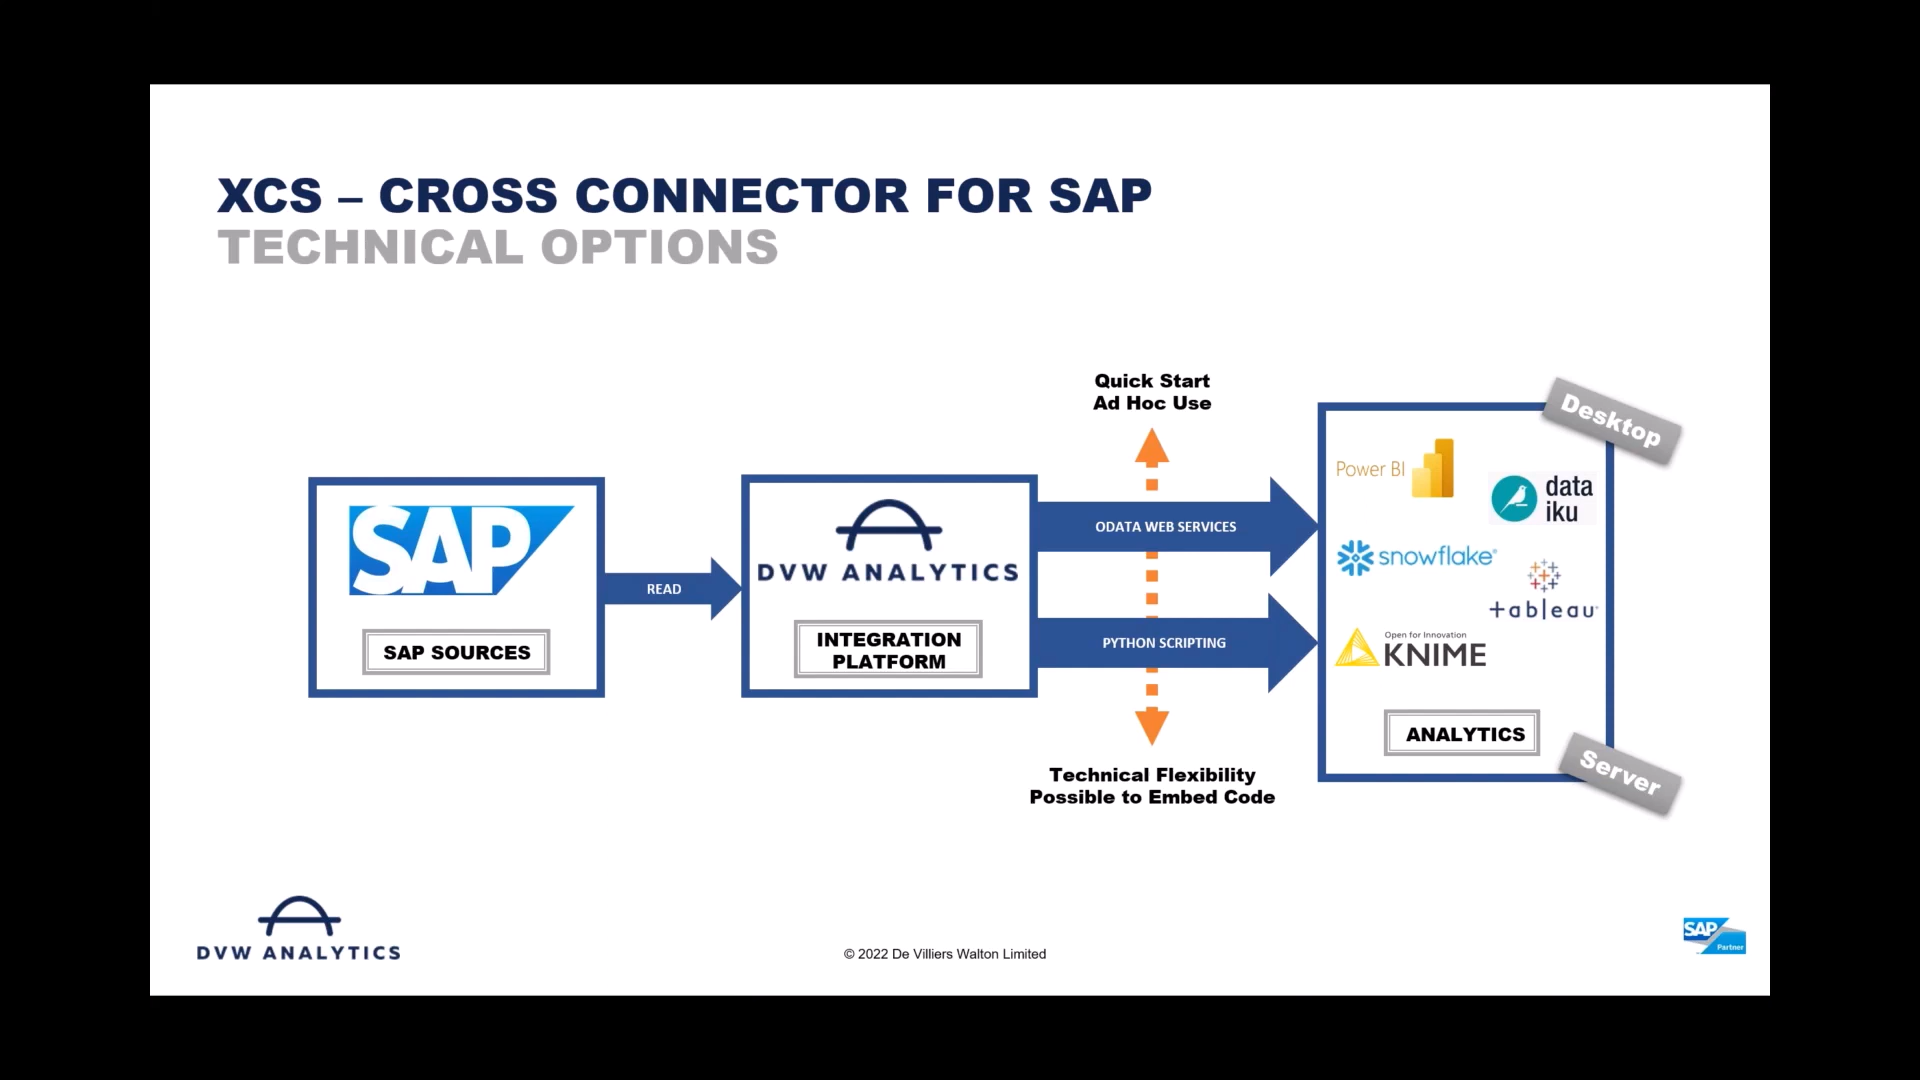 XCS – CROSS CONNECTOR FOR SAP
TECHNICAL OPTIONS
Quick Start
Ad Hoc Use
SAP
SAP SOURCES
READ
DVW ANALYTICS
INTEGRATION
PLATFORM
ODATA WEB SERVICES
PYTHON SCRIPTING
Technical Flexibility
Possible to Embed Code
Desktop
Power BI
data
iku
snowflake®
+ableau
Open for Innovation
KNIME
ANALYTICS
Server
DVW ANALYTICS
© 2022 De Villiers Walton Limited
SAP
Partner